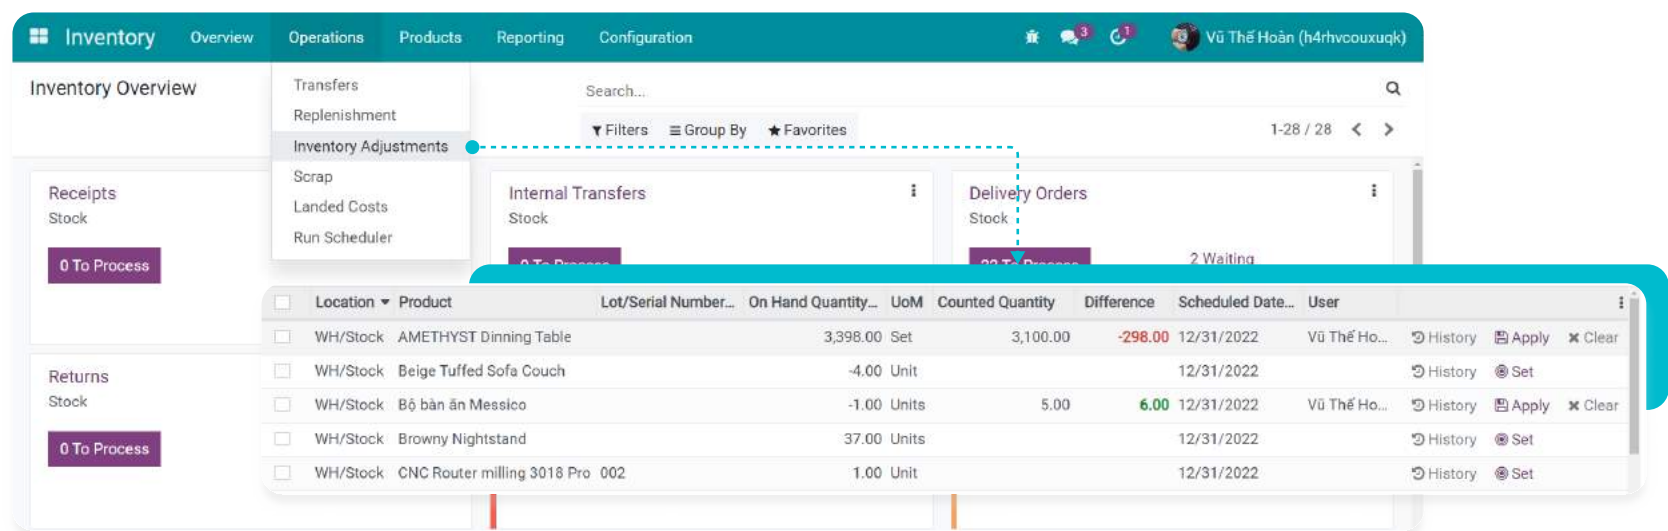 Inventory Overview Operations Products Reporting Configuration 3 1 Vũ Thế Hoàn (h4rhvcouxuqk)
Inventory Overview
Search...
Filters Group By Favorites 1-28 / 28
Transfers
Replenishment
Inventory Adjustments
Scrap
Landed Costs
Run Scheduler
Receipts
Stock
0 To Process
Internal Transfers
Stock
0 To Process
Delivery Orders
Stock
22 To Process 2 Waiting
Returns
Stock
0 To Process
Location Product Lot/Serial Number... On Hand Quantity... UoM Counted Quantity Difference Scheduled Date... User
WH/Stock AMETHYST Dinning Table 3,398.00 Set 3,100.00 -298.00 12/31/2022 Vũ Thế Ho... History Apply Clear
WH/Stock Beige Tuffed Sofa Couch -4.00 Unit 12/31/2022 History Set
WH/Stock Bộ bàn ăn Messico -1.00 Units 5.00 6.00 12/31/2022 Vũ Thế Ho... History Apply Clear
WH/Stock Browny Nightstand 37.00 Units 12/31/2022 History Set
WH/Stock CNC Router milling 3018 Pro 002 1.00 Unit 12/31/2022 History Set